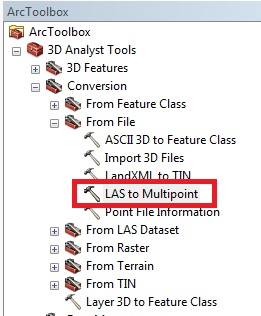 ArcToolbox
ArcToolbox
3D Analyst Tools
3D Features
Conversion
From Feature Class
From File
ASCII 3D to Feature Class
Import 3D Files
LandXML to TIN
LAS to Multipoint
Point File Information
From LAS Dataset
From Raster
From Terrain
From TIN
Layer 3D to Feature Class